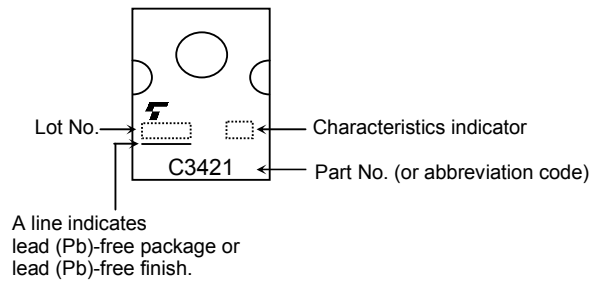 Lot No.
Characteristics indicator
C3421
Part No. (or abbreviation code)
A line indicates
lead (Pb)-free package or
lead (Pb)-free finish.